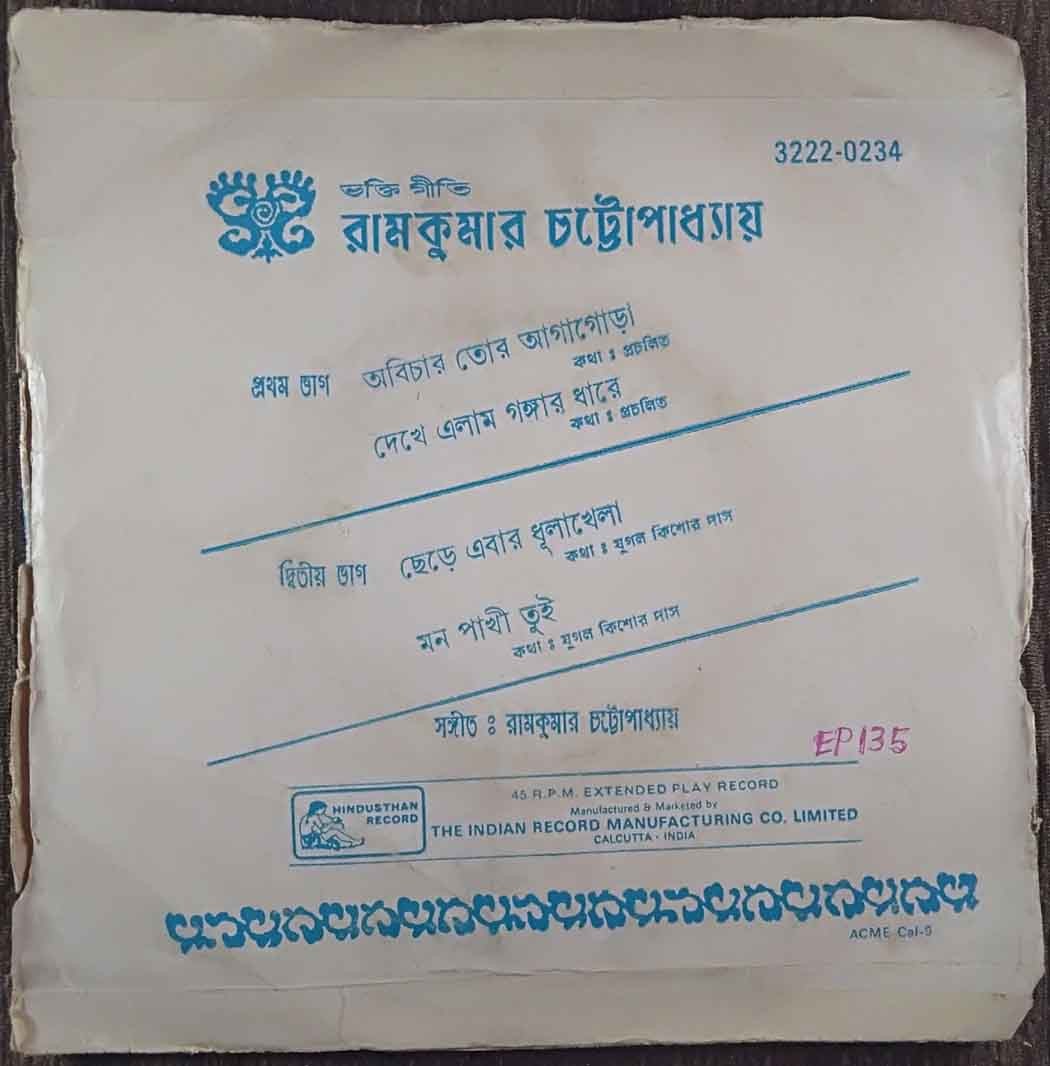 3222-0234
ভক্তি গীতি
রামকুমার চট্টোপাধ্যায়
প্রথম ভাগ অবিচার তোর আগাগোড়া
কথা : প্রচলিত
দেখে এলাম গঙ্গার ধারে
কথা : প্রচলিত
দ্বিতীয় ভাগ ছেড়ে এবার ধূলাখেলা
কথা : যুগল কিশোর দাস
মন পাখী তুই
কথা : যুগল কিশোর দাস
সঙ্গীত : রামকুমার চট্টোপাধ্যায়
EP 135
HINDUSTHAN
RECORD
45 R.P.M. EXTENDED PLAY RECORD
Manufactured & Marketed by
THE INDIAN RECORD MANUFACTURING CO. LIMITED
CALCUTTA - INDIA
ACME Cal-9